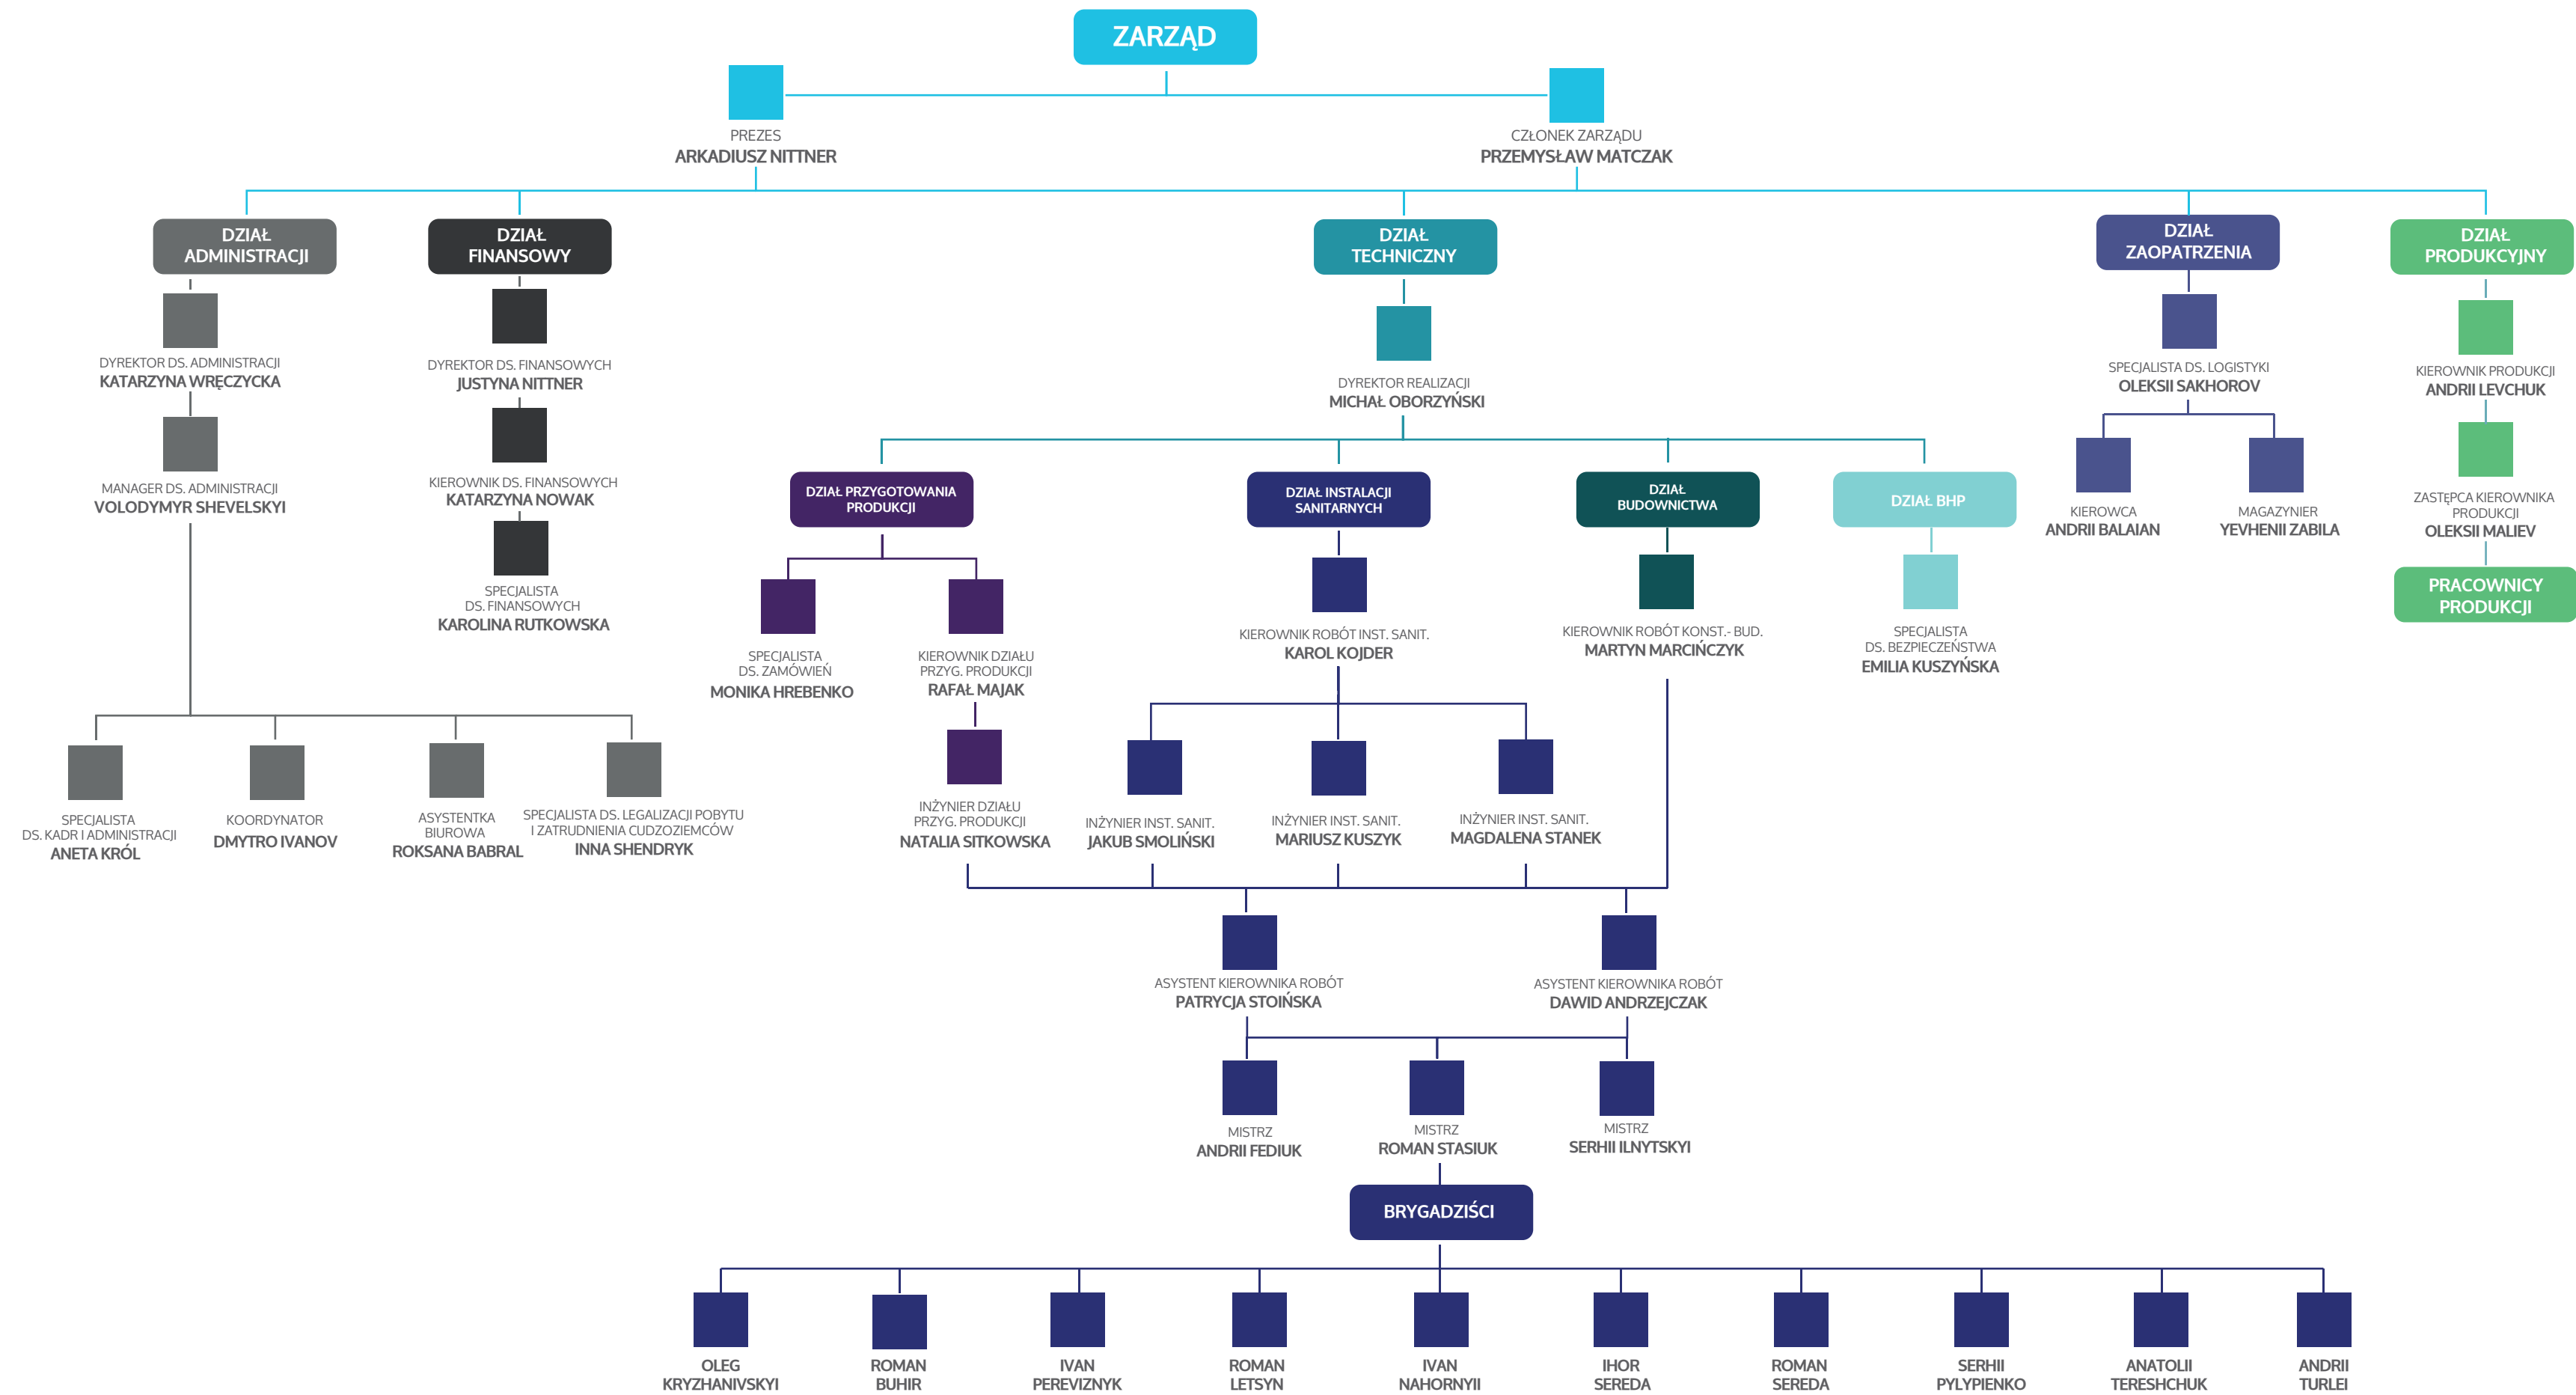 ZARZĄD
PREZES
ARKADIUSZ NITTNER
CZŁONEK ZARZĄDU
PRZEMYSŁAW MATCZAK
DZIAŁ
ADMINISTRACJI
DZIAŁ
FINANSOWY
DZIAŁ
TECHNICZNY
DZIAŁ
ZAOPATRZENIA
DZIAŁ
PRODUKCYJNY
DYREKTOR DS. ADMINISTRACJI
KATARZYNA WRĘCZYCKA
DYREKTOR DS. FINANSOWYCH
JUSTYNA NITTNER
DYREKTOR REALIZACJI
MICHAŁ OBORZYŃSKI
SPECJALISTA DS. LOGISTYKI
OLEKSII SAKHOROV
KIEROWNIK PRODUKCJI
ANDRII LEVCHUK
MANAGER DS. ADMINISTRACJI
VOLODYMYR SHEVELSKYI
KIEROWNIK DS. FINANSOWYCH
KATARZYNA NOWAK
DZIAŁ PRZYGOTOWANIA
PRODUKCJI
DZIAŁ INSTALACJI
SANITARNYCH
DZIAŁ
BUDOWNICTWA
DZIAŁ BHP
KIEROWCA
ANDRII BALAIAN
MAGAZYNIER
YEVHENII ZABILA
ZASTĘPCA KIEROWNIKA
PRODUKCJI
OLEKSII MALIEV
SPECJALISTA
DS. FINANSOWYCH
KAROLINA RUTKOWSKA
PRACOWNICY
PRODUKCJI
SPECJALISTA
DS. ZAMÓWIEŃ
MONIKA HREBENKO
KIEROWNIK DZIAŁU
PRZYG. PRODUKCJI
RAFAŁ MAJAK
KIEROWNIK ROBÓT INST. SANIT.
KAROL KOJDER
KIEROWNIK ROBÓT KONST.- BUD.
MARTYN MARCIŃCZYK
SPECJALISTA
DS. BEZPIECZEŃSTWA
EMILIA KUSZYŃSKA
SPECJALISTA
DS. KADR I ADMINISTRACJI
ANETA KRÓL
KOORDYNATOR
DMYTRO IVANOV
ASYSTENTKA
BIUROWA
ROKSANA BABRAL
SPECJALISTA DS. LEGALIZACJI POBYTU
I ZATRUDNIENIA CUDZOZIEMCÓW
INNA SHENDRYK
INŻYNIER DZIAŁU
PRZYG. PRODUKCJI
NATALIA SITKOWSKA
INŻYNIER INST. SANIT.
JAKUB SMOLIŃSKI
INŻYNIER INST. SANIT.
MARIUSZ KUSZYK
INŻYNIER INST. SANIT.
MAGDALENA STANEK
ASYSTENT KIEROWNIKA ROBÓT
PATRYCJA STOIŃSKA
ASYSTENT KIEROWNIKA ROBÓT
DAWID ANDRZEJCZAK
MISTRZ
ANDRII FEDIUK
MISTRZ
ROMAN STASIUK
MISTRZ
SERHII ILNYTSKYI
BRYGADZIŚCI
OLEG
KRYZHANIVSKYI
ROMAN
BUHIR
IVAN
PEREVIZNYK
ROMAN
LETSYN
IVAN
NAHORNYII
IHOR
SEREDA
ROMAN
SEREDA
SERHII
PYLYPIENKO
ANATOLII
TERESHCHUK
ANDRII
TURLEI